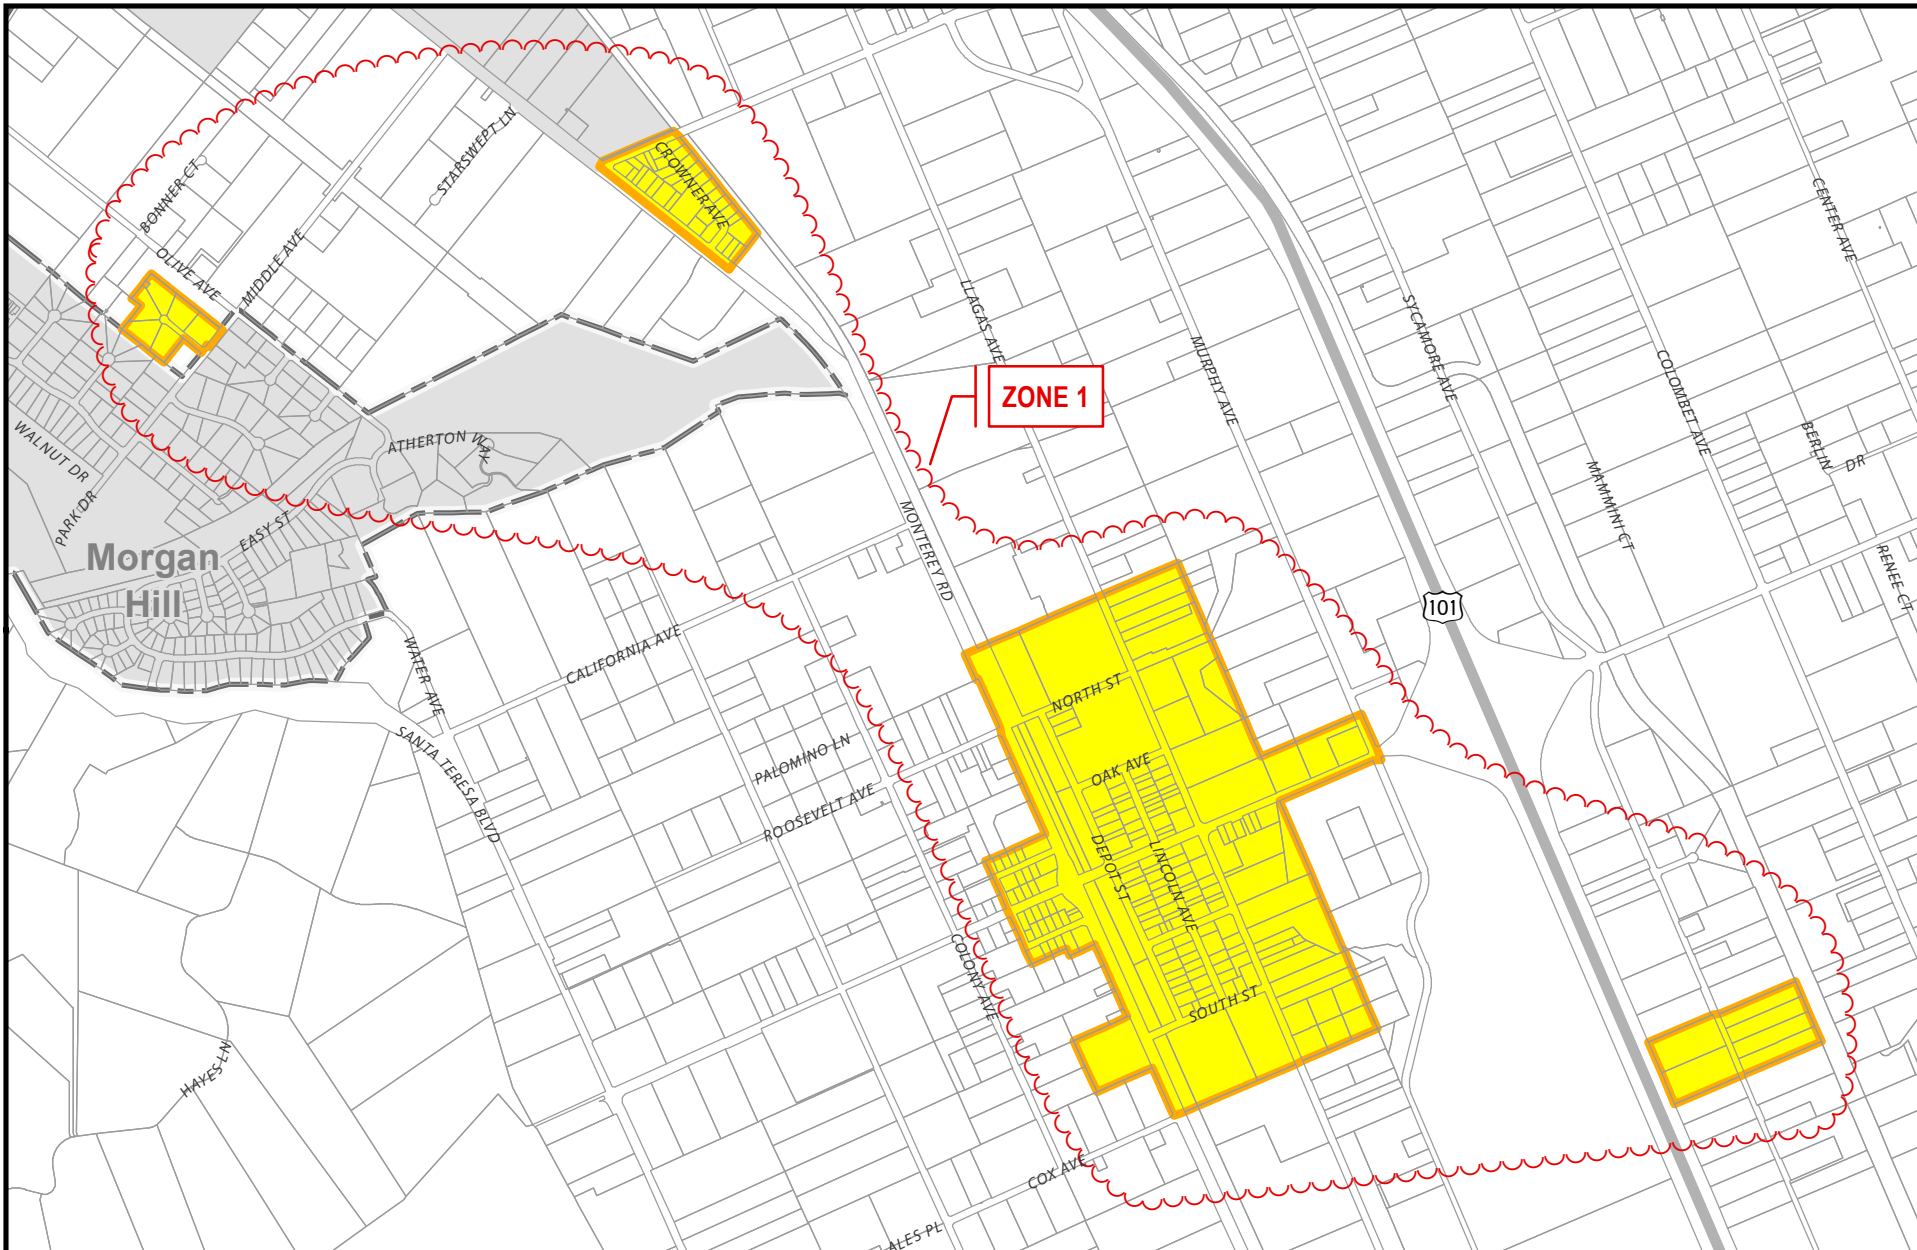 STARSWEPT LN
CROWNER AVE
BONNER CT
OLIVE AVE
MIDDLE AVE
CENTER AVE
LLAGAS AVE
MURPHY AVE
SYCAMORE AVE
COLOMBET AVE
ZONE 1
WALNUT DR
ATHERTON WAY
BERLIN DR
PARK DR
EASY ST
MONTEREY RD
MAMMINI CT
RENEE CT
Morgan
Hill
101
WATER AVE
CALIFORNIA AVE
NORTH ST
SANTA TERESA BLVD
PALOMINO LN
OAK AVE
ROOSEVELT AVE
DEPOT ST
LINCOLN AVE
COLONY AVE
SOUTH ST
HAYES LN
COX AVE
ALES PL